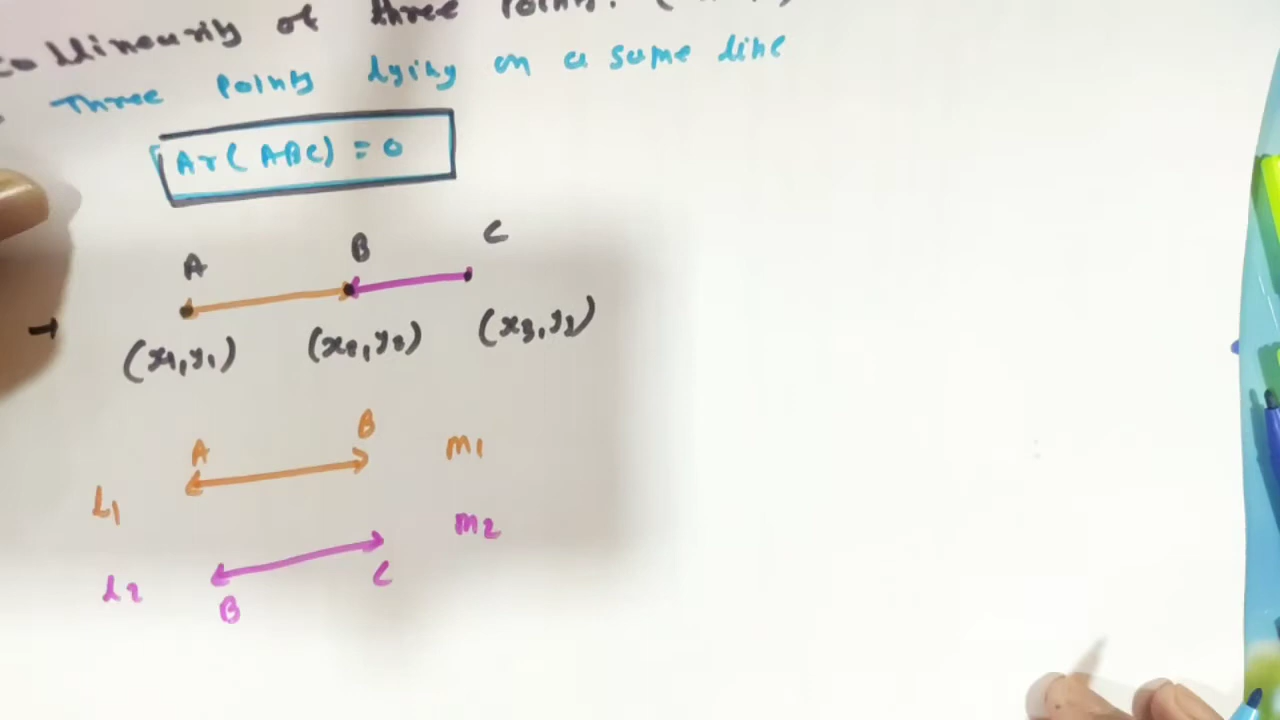 Collinearity of three points.
Three Points Lying on a same line
Ar(ABC) = 0
A B C
(x1,y1) (x2,y2) (x3,y3)
A B m1
L1
m2
L2 B C